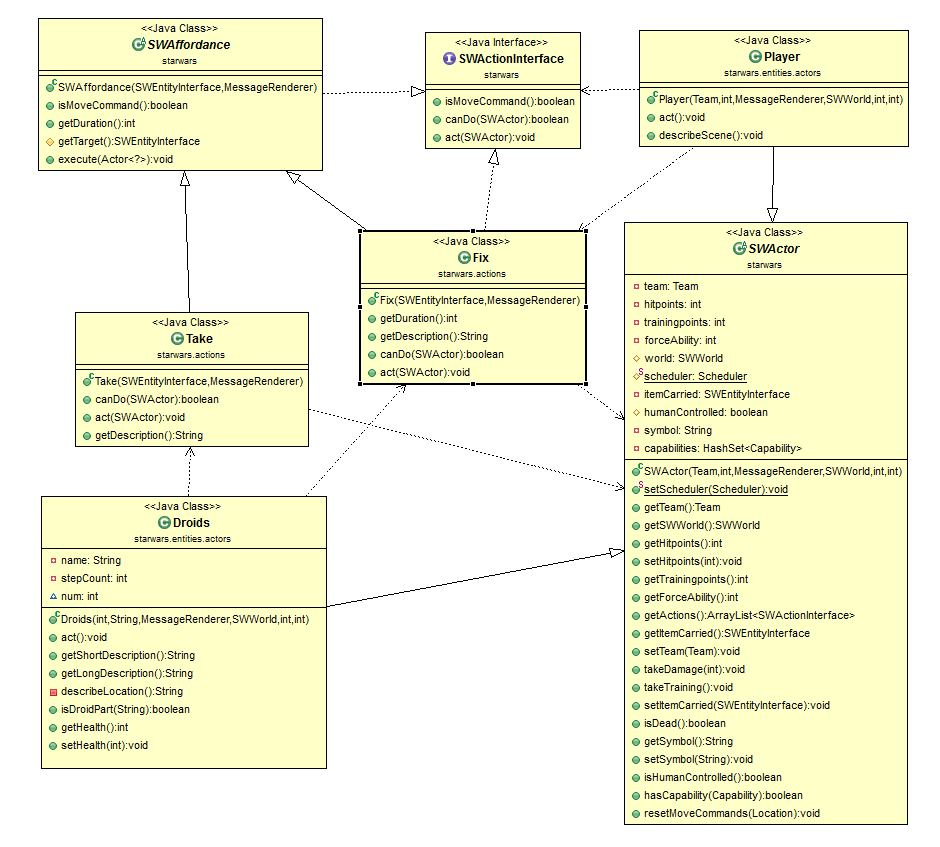 <<Java Class>>
SWAffordance
starwars
SWAffordance(SWEntityInterface,MessageRenderer)
isMoveCommand():boolean
getDuration():int
getTarget():SWEntityInterface
execute(Actor<?>):void
<<Java Interface>>
SWActionInterface
starwars
isMoveCommand():boolean
canDo(SWActor):boolean
act(SWActor):void
<<Java Class>>
Player
starwars.entities.actors
Player(Team,int,MessageRenderer,SWWorld,int,int)
act():void
describeScene():void
<<Java Class>>
Fix
starwars.actions
Fix(SWEntityInterface,MessageRenderer)
getDuration():int
getDescription():String
canDo(SWActor):boolean
act(SWActor):void
<<Java Class>>
SWActor
starwars
team: Team
hitpoints: int
trainingpoints: int
forceAbility: int
world: SWWorld
scheduler: Scheduler
itemCarried: SWEntityInterface
humanControlled: boolean
symbol: String
capabilities: HashSet<Capability>
SWActor(Team,int,MessageRenderer,SWWorld,int,int)
setScheduler(Scheduler):void
getTeam():Team
getSWWorld():SWWorld
getHitpoints():int
setHitpoints(int):void
getTrainingpoints():int
getForceAbility():int
getActions():ArrayList<SWActionInterface>
getItemCarried():SWEntityInterface
setTeam(Team):void
takeDamage(int):void
takeTraining():void
setItemCarried(SWEntityInterface):void
isDead():boolean
getSymbol():String
setSymbol(String):void
isHumanControlled():boolean
hasCapability(Capability):boolean
resetMoveCommands(Location):void
<<Java Class>>
Take
starwars.actions
Take(SWEntityInterface,MessageRenderer)
canDo(SWActor):boolean
act(SWActor):void
getDescription():String
<<Java Class>>
Droids
starwars.entities.actors
name: String
stepCount: int
num: int
Droids(int,String,MessageRenderer,SWWorld,int,int)
act():void
getShortDescription():String
getLongDescription():String
describeLocation():String
isDroidPart(String):boolean
getHealth():int
setHealth(int):void